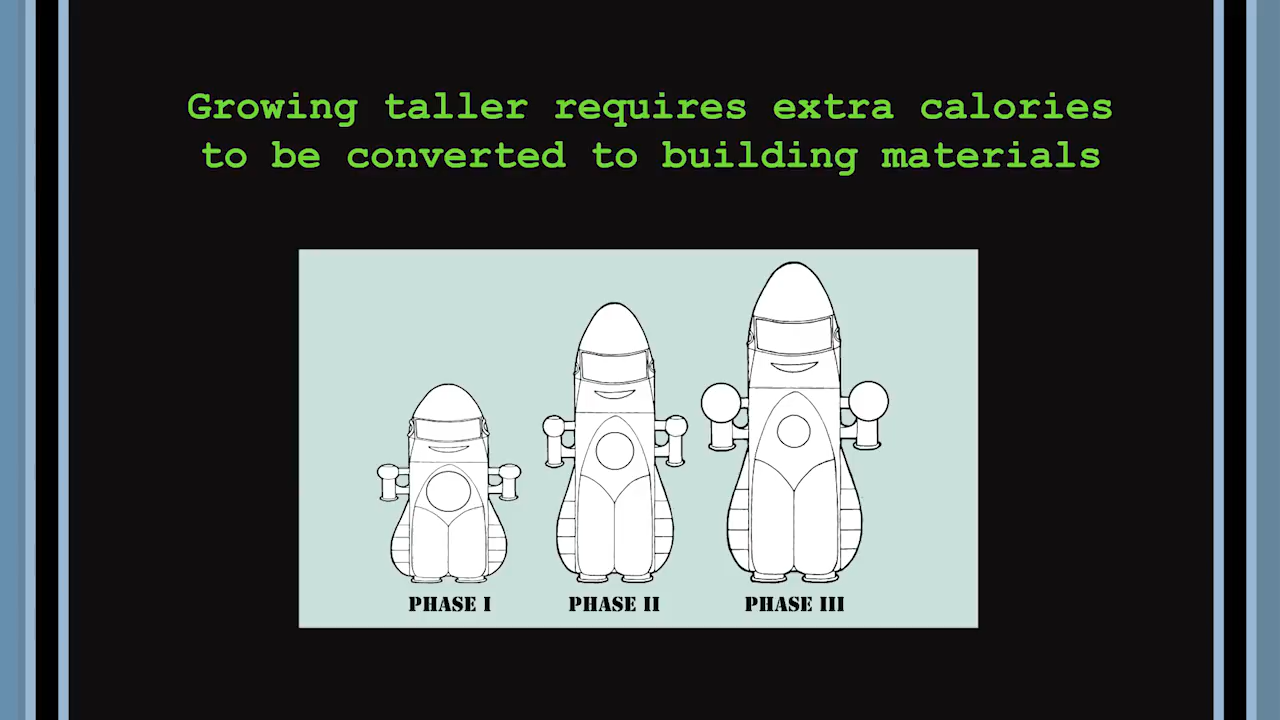 Growing taller requires extra calories
to be converted to building materials
PHASE I
PHASE II
PHASE III